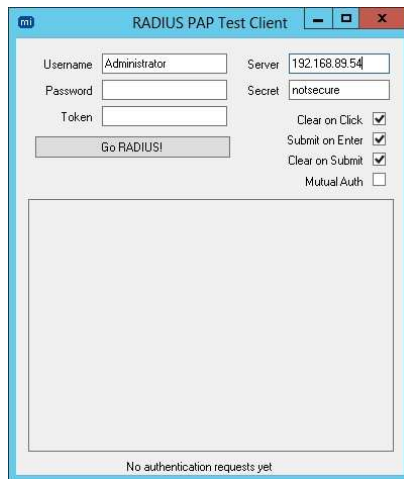 mi RADIUS PAP Test Client
Username Administrator Server 192.168.89.54
Password Secret notsecure
Token Clear on Click
Go RADIUS! Submit on Enter
Clear on Submit
Mutual Auth
No authentication requests yet